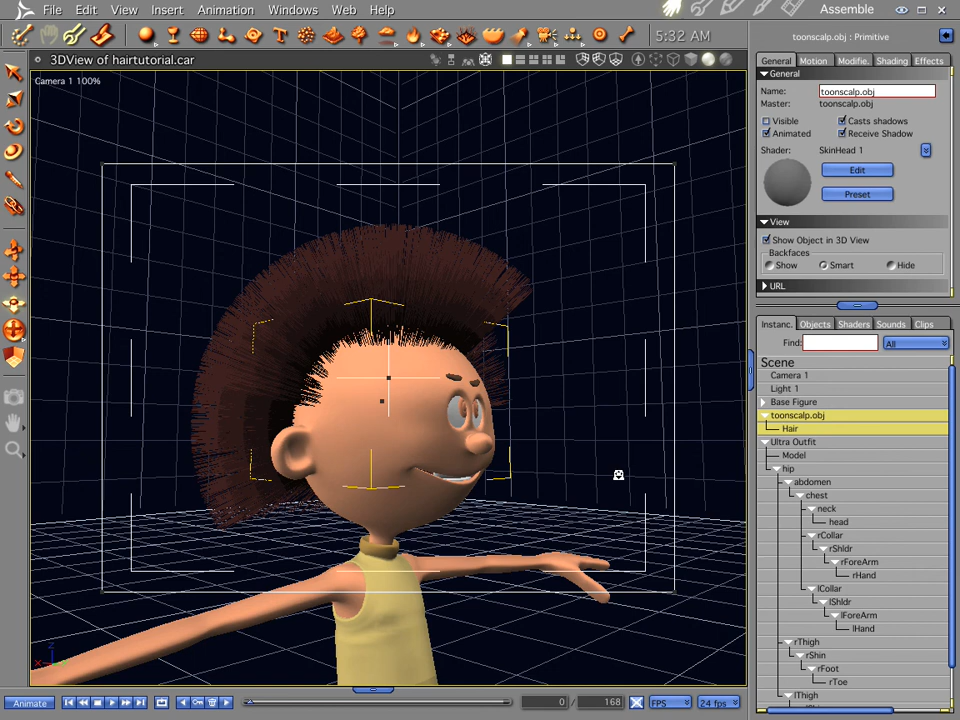 File Edit View Insert Animation Windows Web Help Assemble
5:32 AM
3DView of hairtutorial.car
Camera 1 100%
toonscalp.obj : Primitive
General Motion Modifie. Shading Effects
General
Name: toonscalp.obj
Master: toonscalp.obj
Visible Casts shadows
Animated Receive Shadow
Shader: SkinHead 1
Edit
Preset
View
Show Object in 3D View
Backfaces
Show Smart Hide
URL
Instanc. Objects Shaders Sounds Clips
Find: All
Scene
Camera 1
Light 1
Base Figure
toonscalp.obj
Hair
Ultra Outfit
Model
hip
abdomen
chest
neck
head
rCollar
rShldr
rForeArm
rHand
lCollar
lShldr
lForeArm
lHand
rThigh
rShin
rFoot
rToe
lThigh
Z
X
Animate 0 / 168 FPS 24 fps